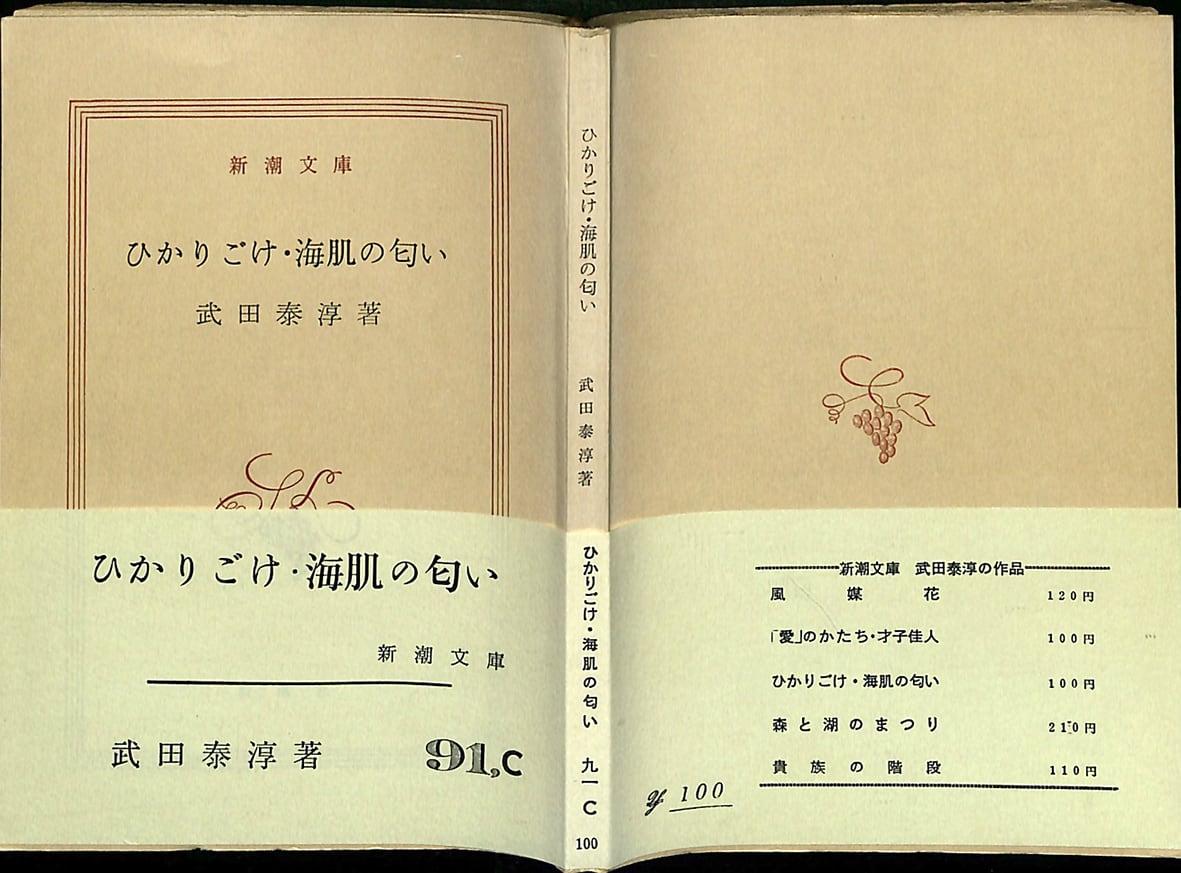 新潮文庫
ひかりごけ・海肌の匂い
武田泰淳著
ひかりごけ・海肌の匂い
新潮文庫
武田泰淳著
91,C
ひかりごけ・海肌の匂い
武田泰淳著
ひかりごけ・海肌の匂い
九一C
100
新潮文庫 武田泰淳の作品
風媒花 120円
「愛」のかたち・才子佳人 100円
ひかりごけ・海肌の匂い 100円
森と湖のまつり 210円
貴族の階段 110円
100